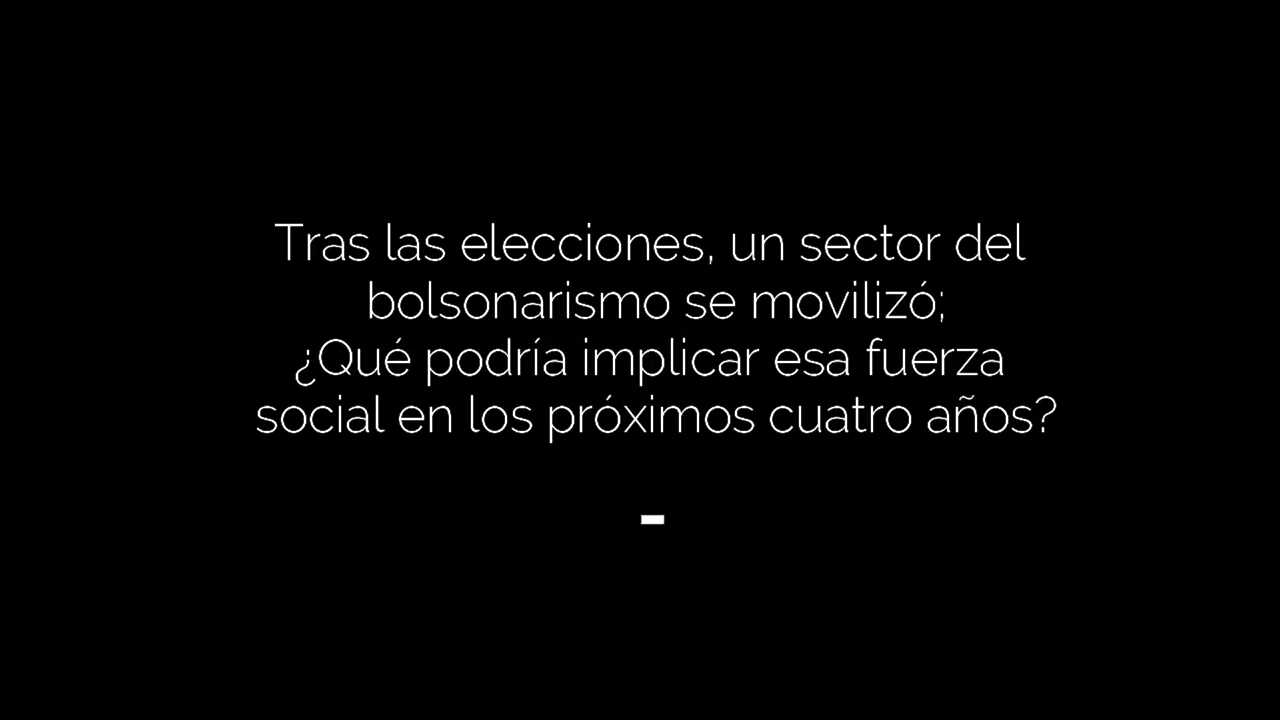 Tras las elecciones, un sector del
bolsonarismo se movilizó;
¿Qué podría implicar esa fuerza
social en los próximos cuatro años?